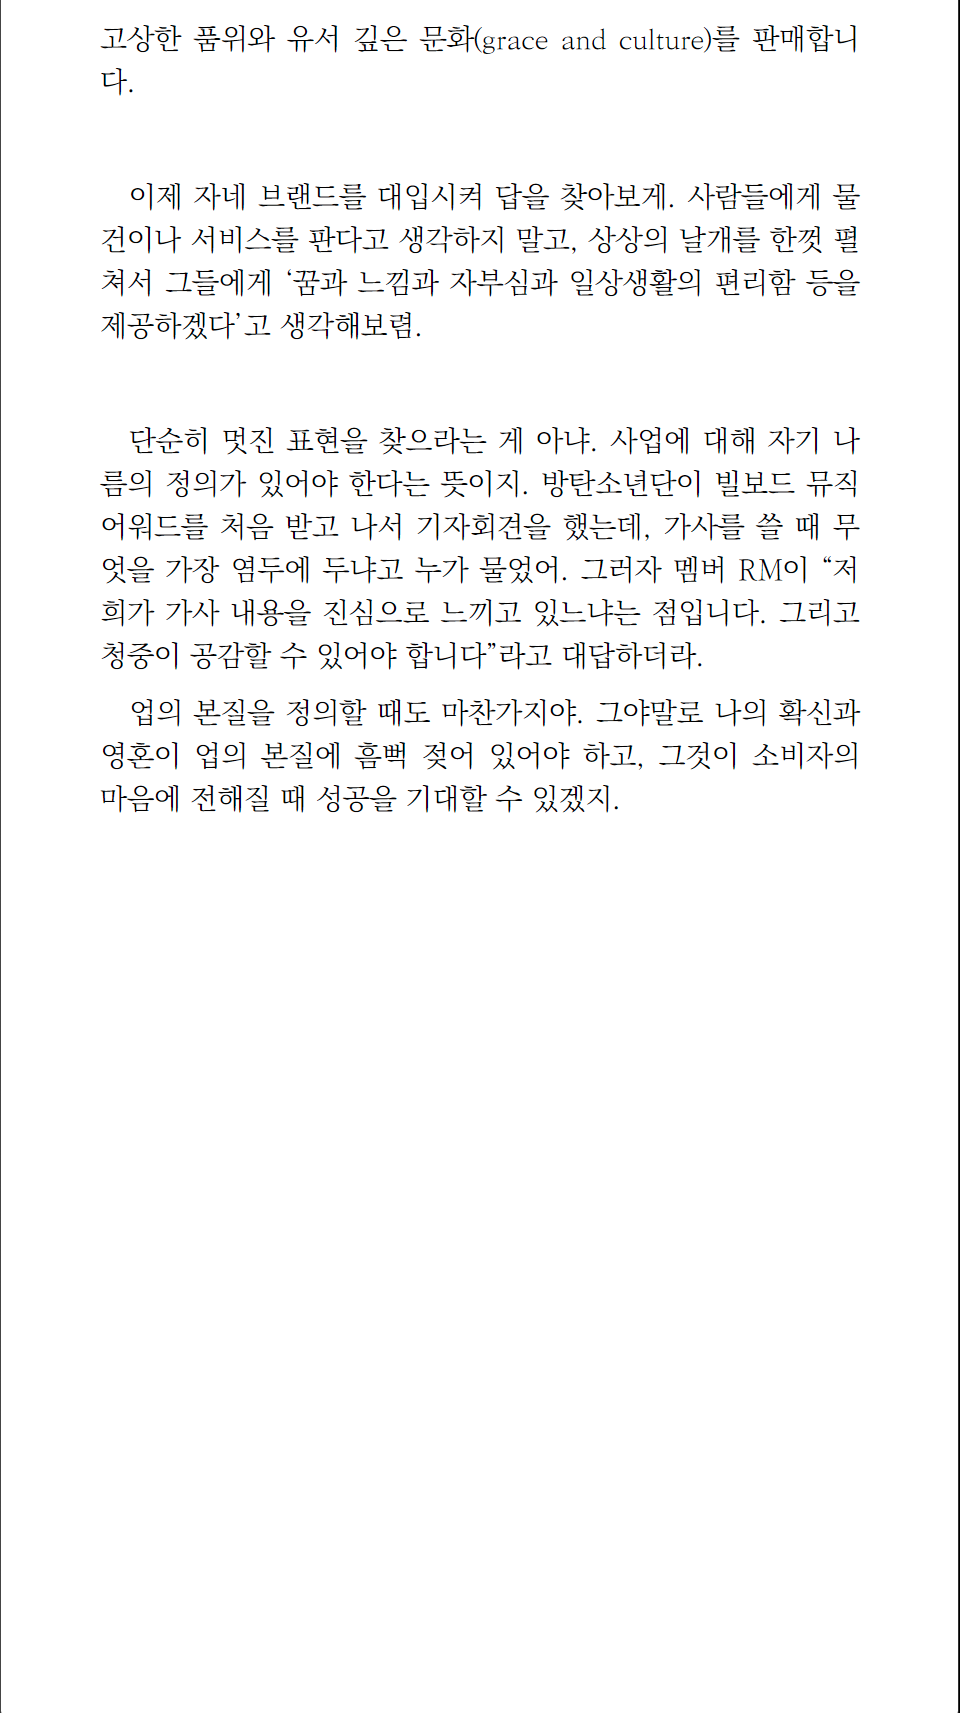 고상한 품위와 유서 깊은 문화(grace and culture)를 판매합니
다.
이제 자네 브랜드를 대입시켜 답을 찾아보게. 사람들에게 물
건이나 서비스를 판다고 생각하지 말고, 상상의 날개를 한껏 펼
쳐서 그들에게 ‘꿈과 느낌과 자부심과 일상생활의 편리함 등을
제공하겠다’고 생각해보렴.
단순히 멋진 표현을 찾으라는 게 아냐. 사업에 대해 자기 나
름의 정의가 있어야 한다는 뜻이지. 방탄소년단이 빌보드 뮤직
어워드를 처음 받고 나서 기자회견을 했는데, 가사를 쓸 때 무
엇을 가장 염두에 두냐고 누가 물었어. 그러자 멤버 RM이 “저
희가 가사 내용을 진심으로 느끼고 있느냐는 점입니다. 그리고
청중이 공감할 수 있어야 합니다”라고 대답하더라.
업의 본질을 정의할 때도 마찬가지야. 그야말로 나의 확신과
영혼이 업의 본질에 흠뻑 젖어 있어야 하고, 그것이 소비자의
마음에 전해질 때 성공을 기대할 수 있겠지.